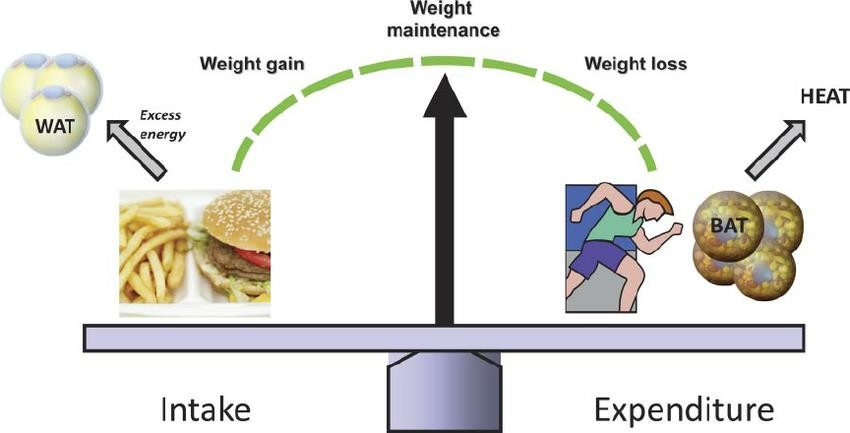 Weight
maintenance
Weight gain
Weight loss
HEAT
WAT
Excess
energy
BAT
Intake
Expenditure